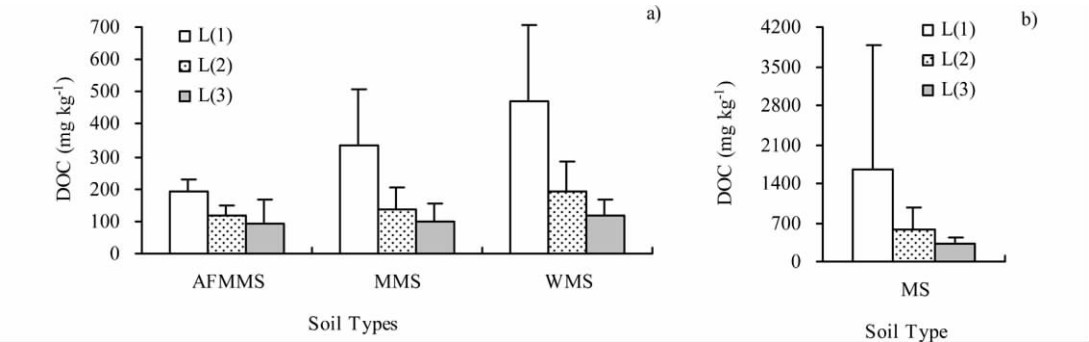 a)
DOC (mg kg⁻¹)
700
600
500
400
300
200
100
0
L(1)
L(2)
L(3)
AFMMS MMS WMS
Soil Types
b)
DOC (mg kg⁻¹)
4200
3500
2800
2100
1400
700
0
L(1)
L(2)
L(3)
MS
Soil Type